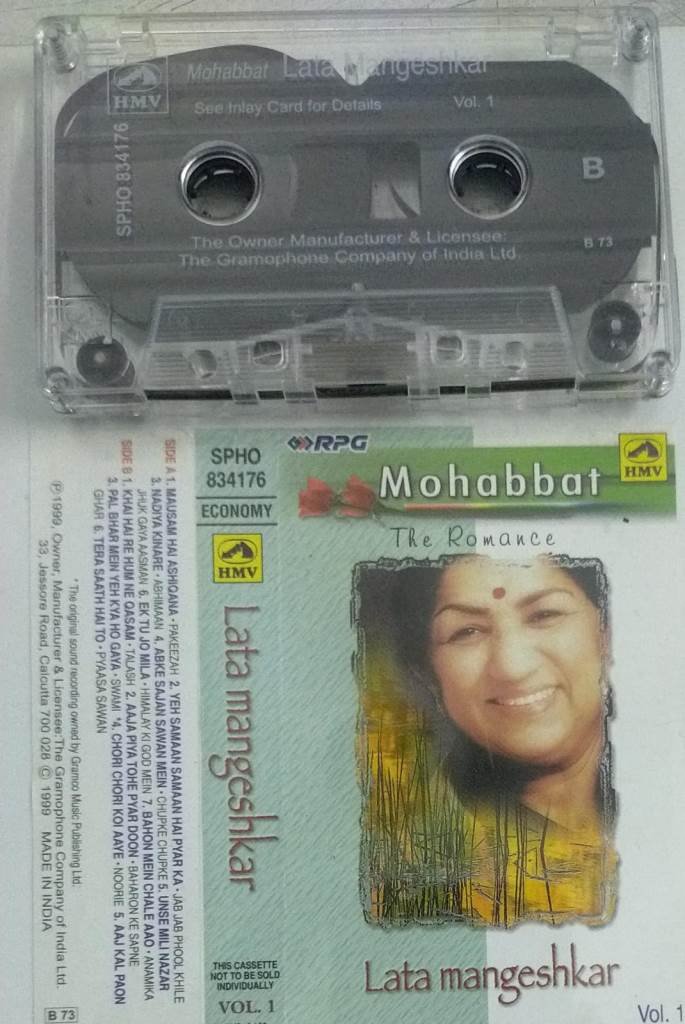 HMV
Mohabbat Lata Mangeshkar
See Inlay Card for Details Vol. 1
SPHO 834176
B
The Owner Manufacturer & Licensee:
The Gramophone Company of India Ltd.
B 73
RPG
Mohabbat
HMV
The Romance
Lata mangeshkar
Vol. 1
SPHO
834176
ECONOMY
HMV
Lata mangeshkar
THIS CASSETTE
NOT TO BE SOLD
INDIVIDUALLY
VOL. 1
SIDE A 1. MAUSAM HAI ASHIQANA • PAKEEZAH 2. YEH SAMAAN SAMAAN HAI PYAR KA • JAB JAB PHOOL KHILE
3. NADIYA KINARE • ABHIMAAN 4. ABKE SAJAN SAWAN MEIN • CHUPKE CHUPKE 5. UNSE MILI NAZAR
JHUK GAYA AASMAN 6. EK TU JO MILA • HIMALAY KI GOD MEIN 7. BAHON MEIN CHALE AAO • ANAMIKA
SIDE B 1. KHAI HAI RE HUM NE QASAM • TALASH 2. AAJA PIYA TOHE PYAR DOON • BAHARON KE SAPNE
3. PAL BHAR MEIN YEH KYA HO GAYA • SWAMI *4. CHORI CHORI KOI AAYE • NOORIE 5. AAJ KAL PAON
GHAR 6. TERA SAATH HAI TO • PYAASA SAWAN
* The original sound recording owned by Gramco Music Publishing Ltd.
℗ 1999, Owner, Manufacturer & Licensee: The Gramophone Company of India Ltd.
33, Jessore Road, Calcutta 700 028 © 1999 MADE IN INDIA
B 73